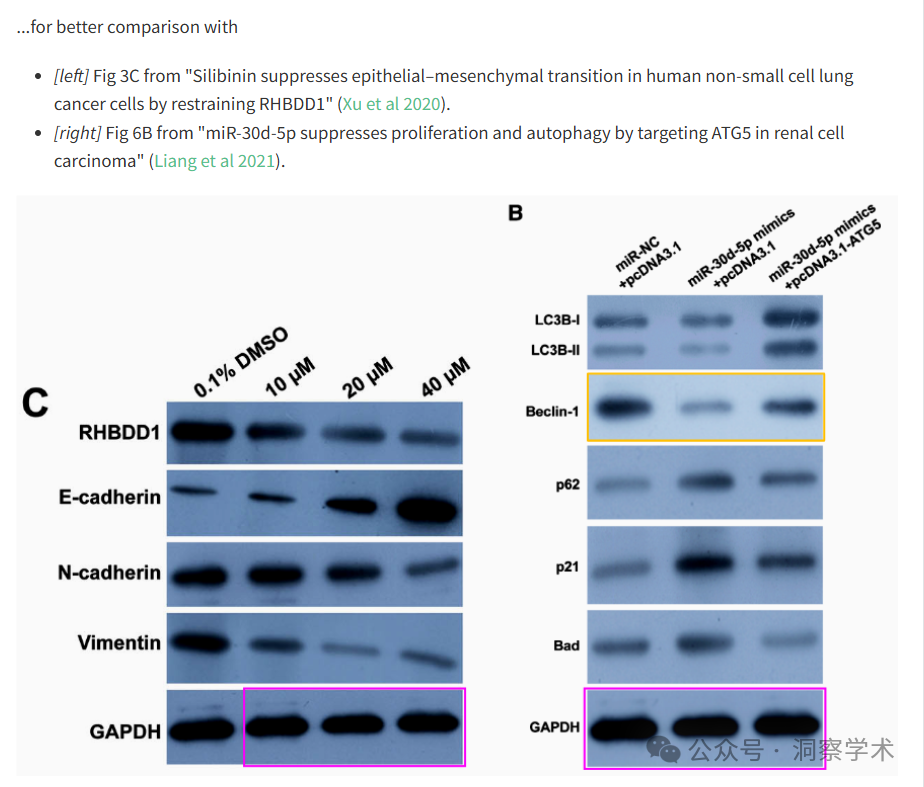 ...for better comparison with
• [left] Fig 3C from "Silibinin suppresses epithelial–mesenchymal transition in human non-small cell lung
cancer cells by restraining RHBDD1" (Xu et al 2020).
• [right] Fig 6B from "miR-30d-5p suppresses proliferation and autophagy by targeting ATG5 in renal cell
carcinoma" (Liang et al 2021).
C
0.1% DMSO
10 μM
20 μM
40 μM
RHBDD1
E-cadherin
N-cadherin
Vimentin
GAPDH
B
miR-NC
+pcDNA3.1
miR-30d-5p mimics
+pcDNA3.1
miR-30d-5p mimics
+pcDNA3.1-ATG5
LC3B-I
LC3B-II
Beclin-1
p62
p21
Bad
GAPDH
公众号 · 洞察学术